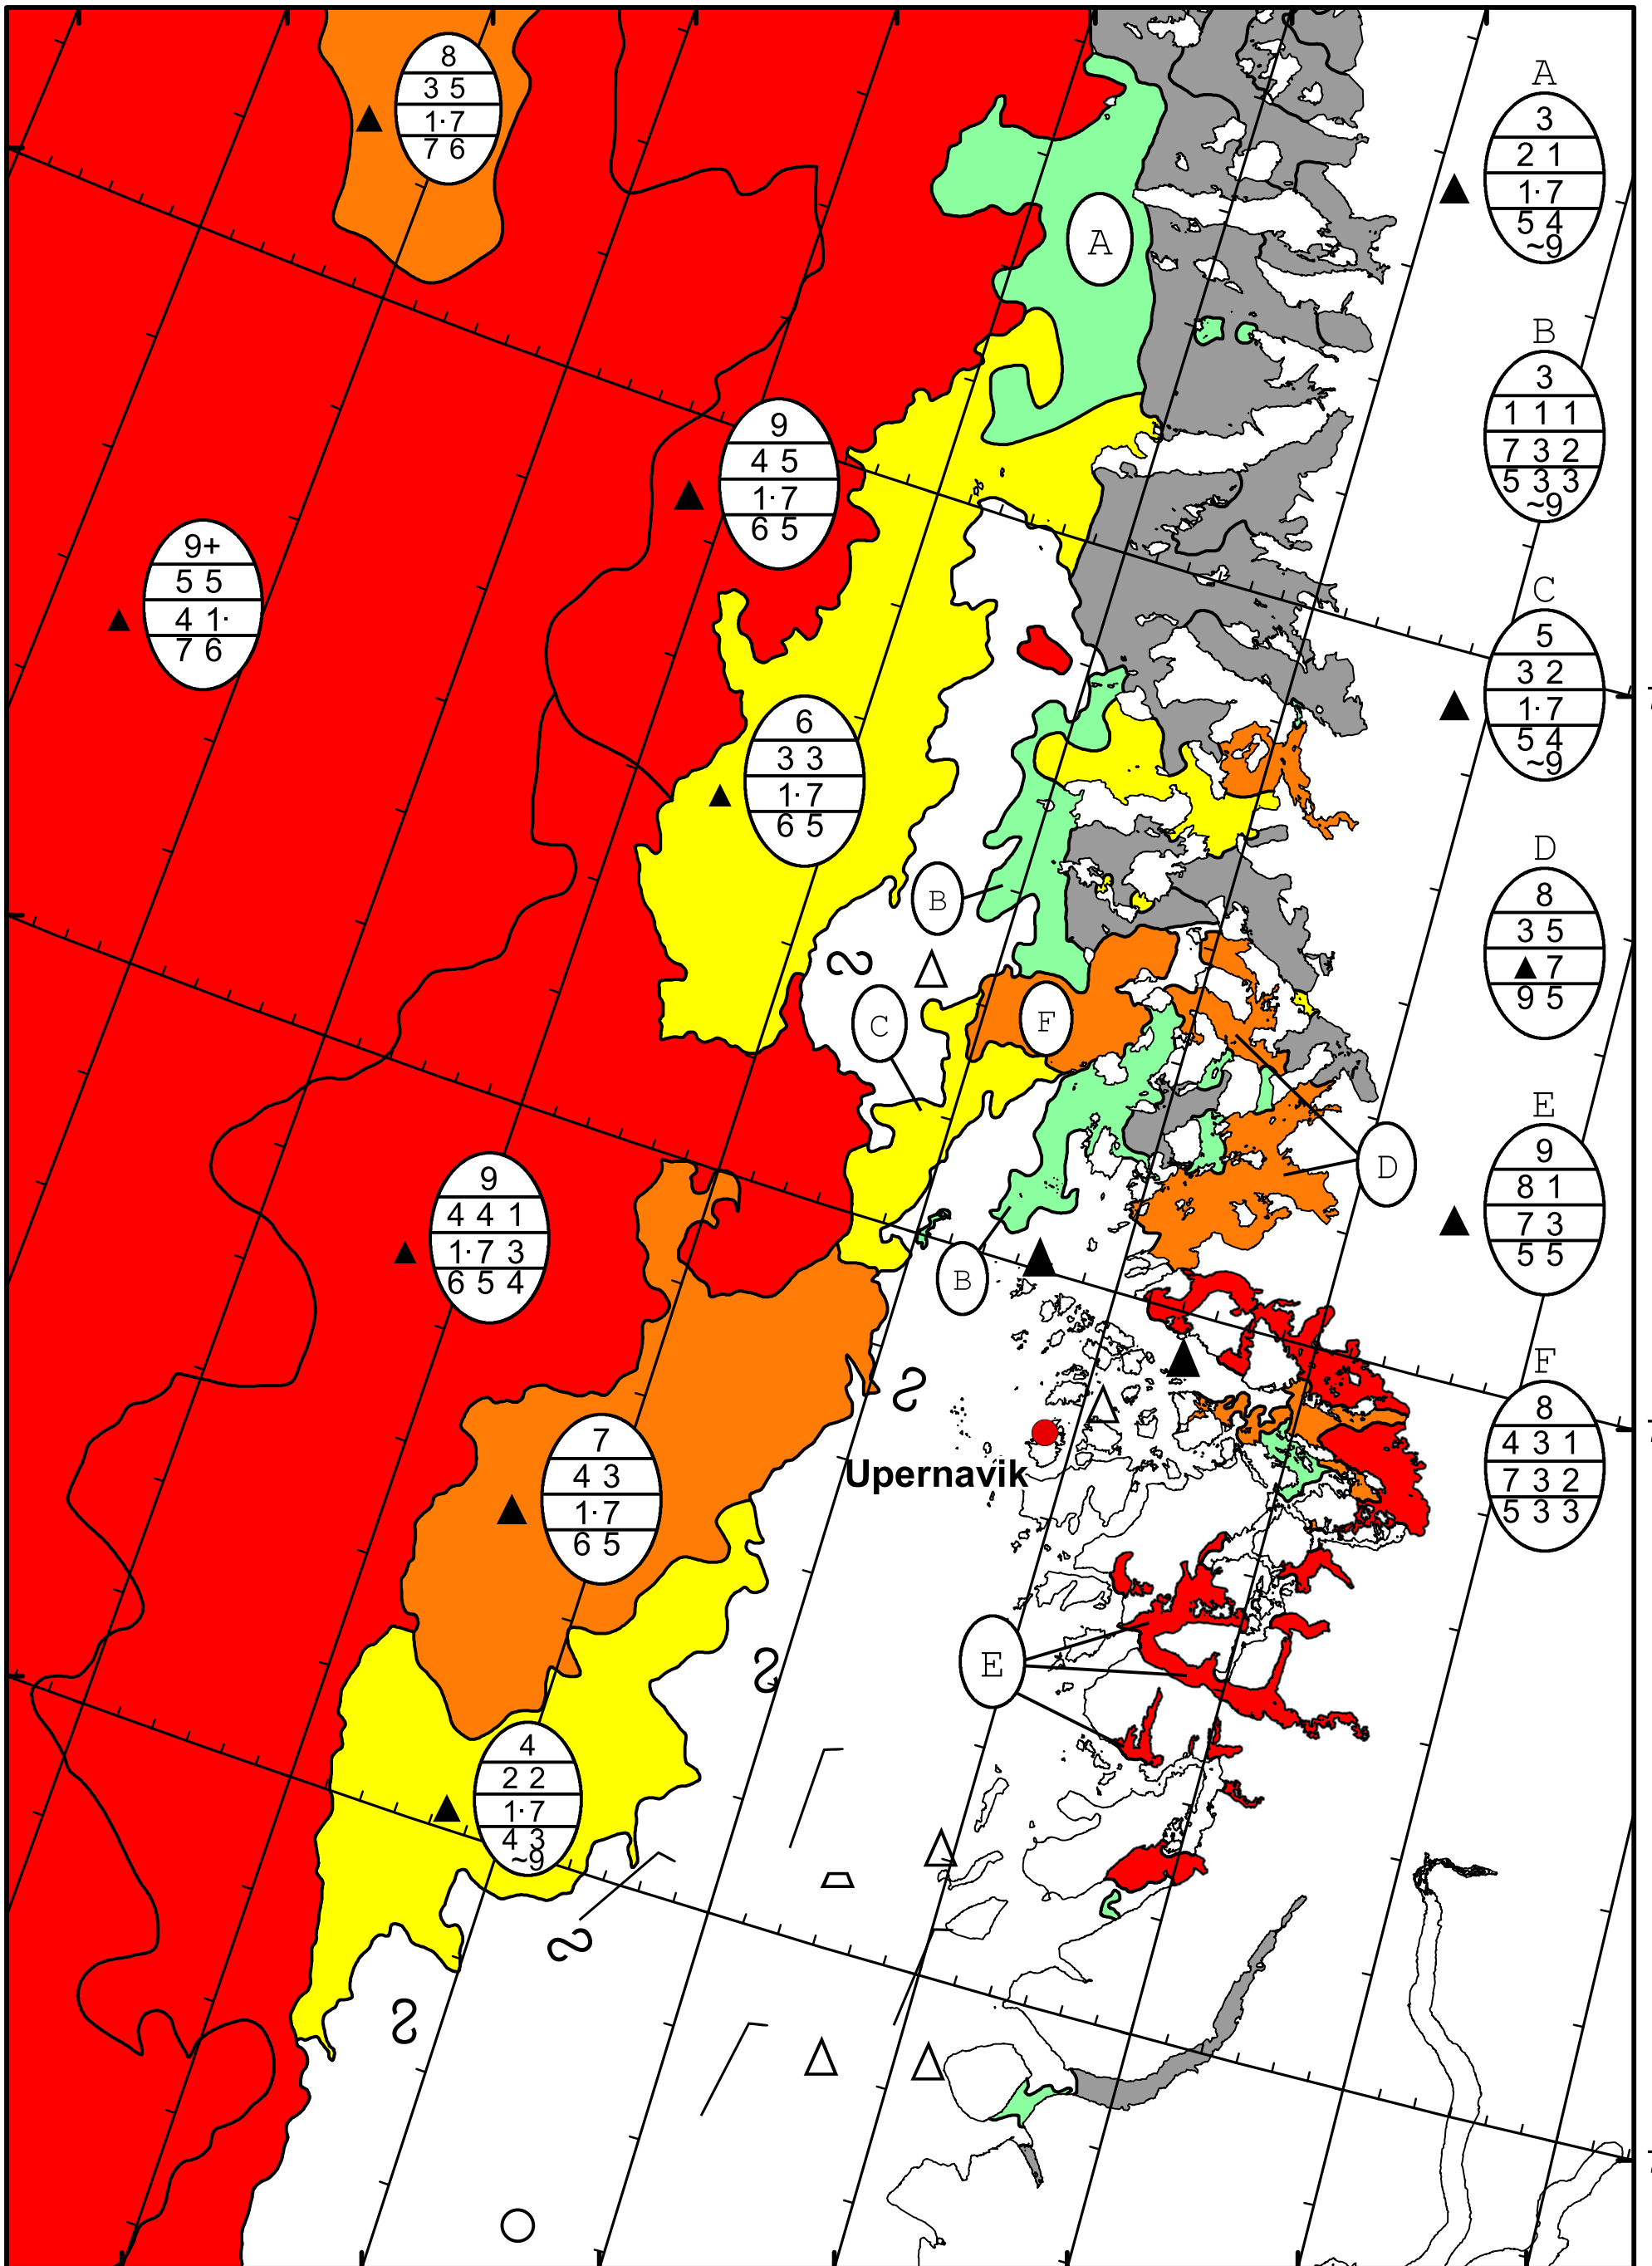 8
3 5
1· 7
7 6
A
3
2 1
1· 7
5 4
~9
A
B
3
1 1 1
7 3 2
5 3 3
~9
9
4 5
1· 7
6 5
9+
5 5
4 1·
7 6
C
5
3 2
1· 7
5 4
~9
6
3 3
1· 7
6 5
B
D
8
3 5
▲ 7
9 5
C
F
E
9
8 1
7 3
5 5
D
9
4 4 1
1· 7 3
6 5 4
B
F
8
4 3 1
7 3 2
5 3 3
7
4 3
1· 7
6 5
Upernavik
E
4
2 2
1· 7
4 3
~9